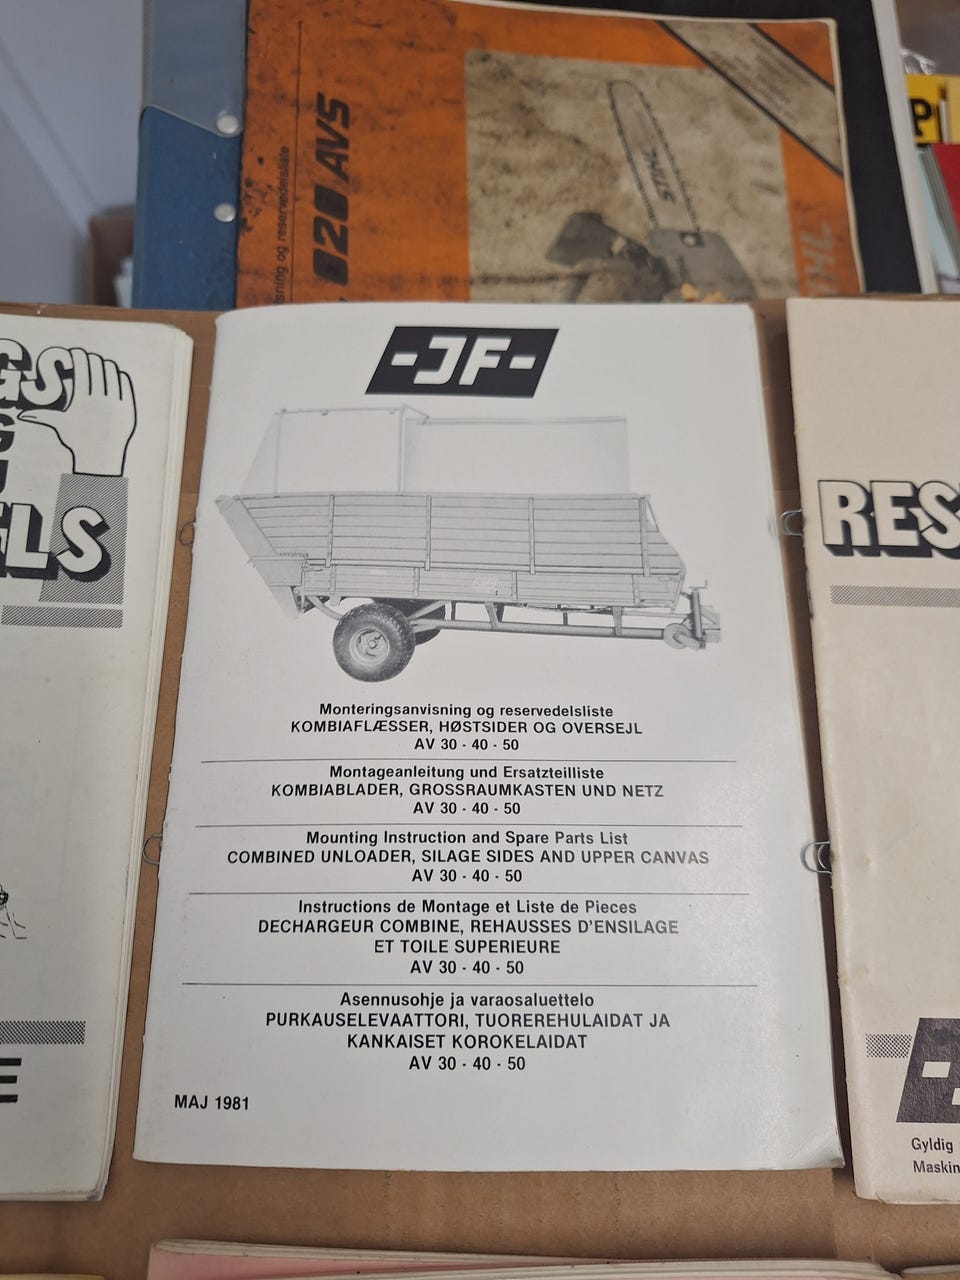 820 AVS
ning og reservedelsliste
STIHL
P
-JF-
Monteringsanvisning og reservedelsliste
KOMBIAFLÆSSER, HØSTSIDER OG OVERSEJL
AV 30 - 40 - 50
Montageanleitung und Ersatzteilliste
KOMBIABLADER, GROSSRAUMKASTEN UND NETZ
AV 30 - 40 - 50
Mounting Instruction and Spare Parts List
COMBINED UNLOADER, SILAGE SIDES AND UPPER CANVAS
AV 30 - 40 - 50
Instructions de Montage et Liste de Pieces
DECHARGEUR COMBINE, REHAUSSES D'ENSILAGE
ET TOILE SUPERIEURE
AV 30 - 40 - 50
Asennusohje ja varaosaluettelo
PURKAUSELEVAATTORI, TUOREREHULAIDAT JA
KANKAISET KOROKELAIDAT
AV 30 - 40 - 50
MAJ 1981
GS
G
ELS
E
RES
Gyldig
Maskin